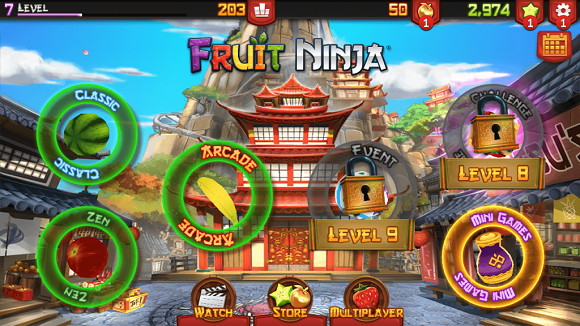 7 LEVEL
203
50
1
2,974
1
1
FRUIT NINJA
CLASSIC
CLASSIC
ARCADE
ARCADE
EVENT
LEVEL 9
CHALLENGE
LEVEL 8
ZEN
ZEN
MINI GAMES
MINI GAMES
WATCH
STORE
MULTIPLAYER